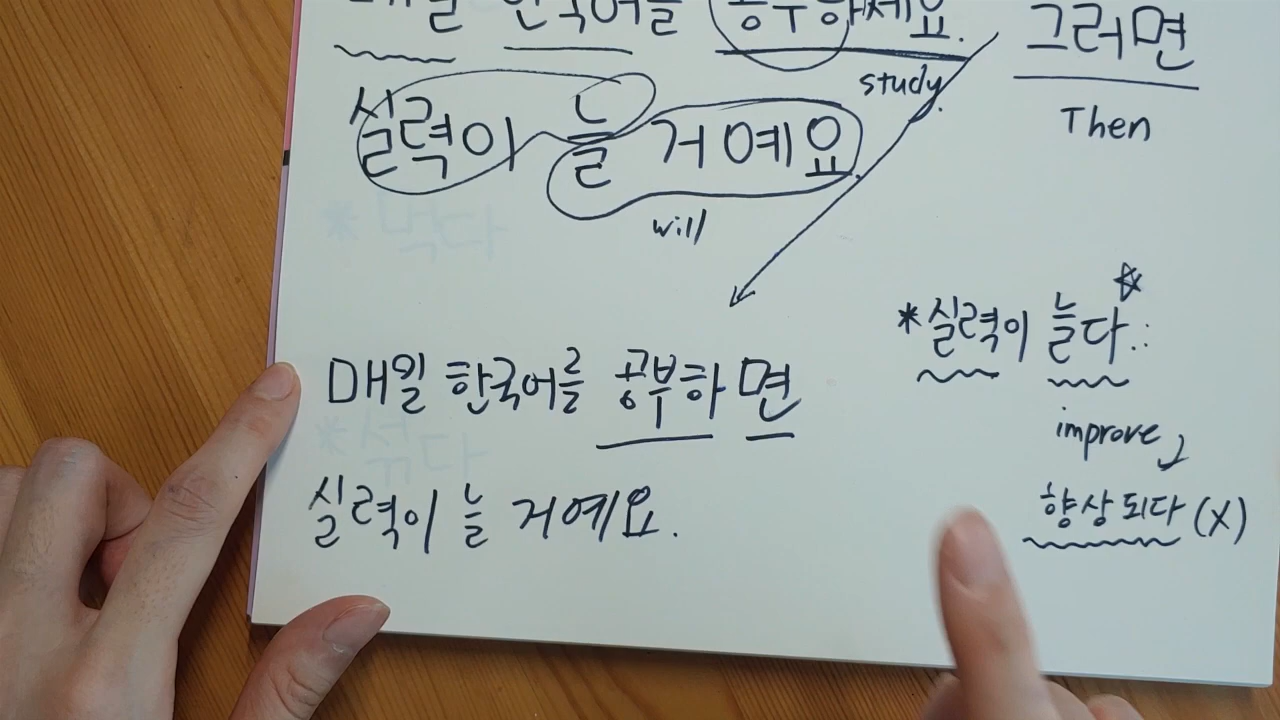 매일 한국어를 공부하세요.
그러면
study
Then
실력이 늘 거예요.
will
*실력이 늘다
improve
향상되다 (X)
매일 한국어를 공부하면
실력이 늘 거예요.